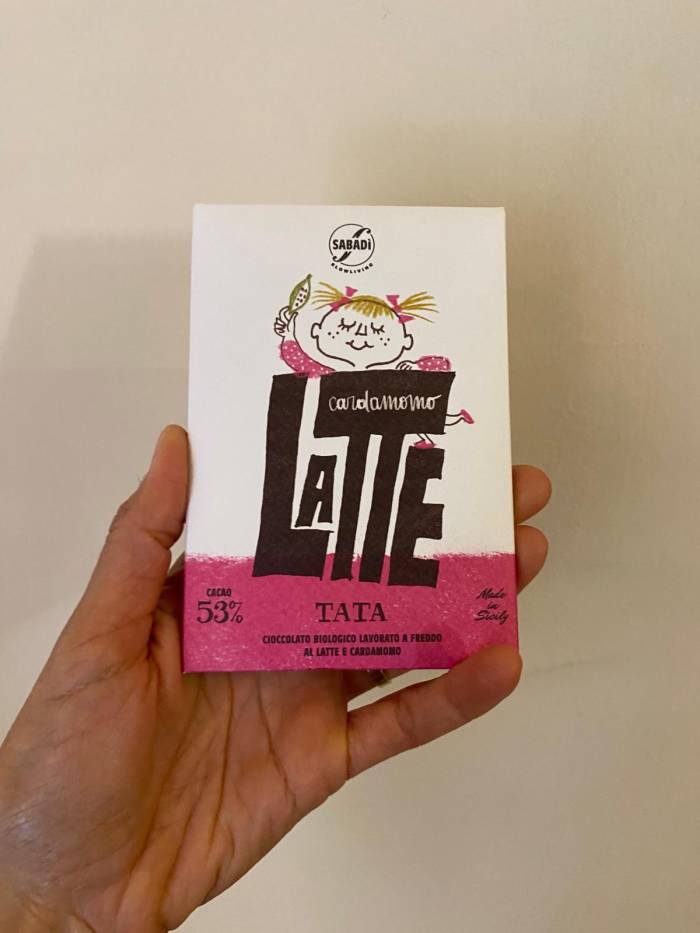 SABADÌ
SLOWLIVING
cardamomo
LATTE
CACAO
53%
TATA
Made
in
Sicily
CIOCCOLATO BIOLOGICO LAVORATO A FREDDO
AL LATTE E CARDAMOMO